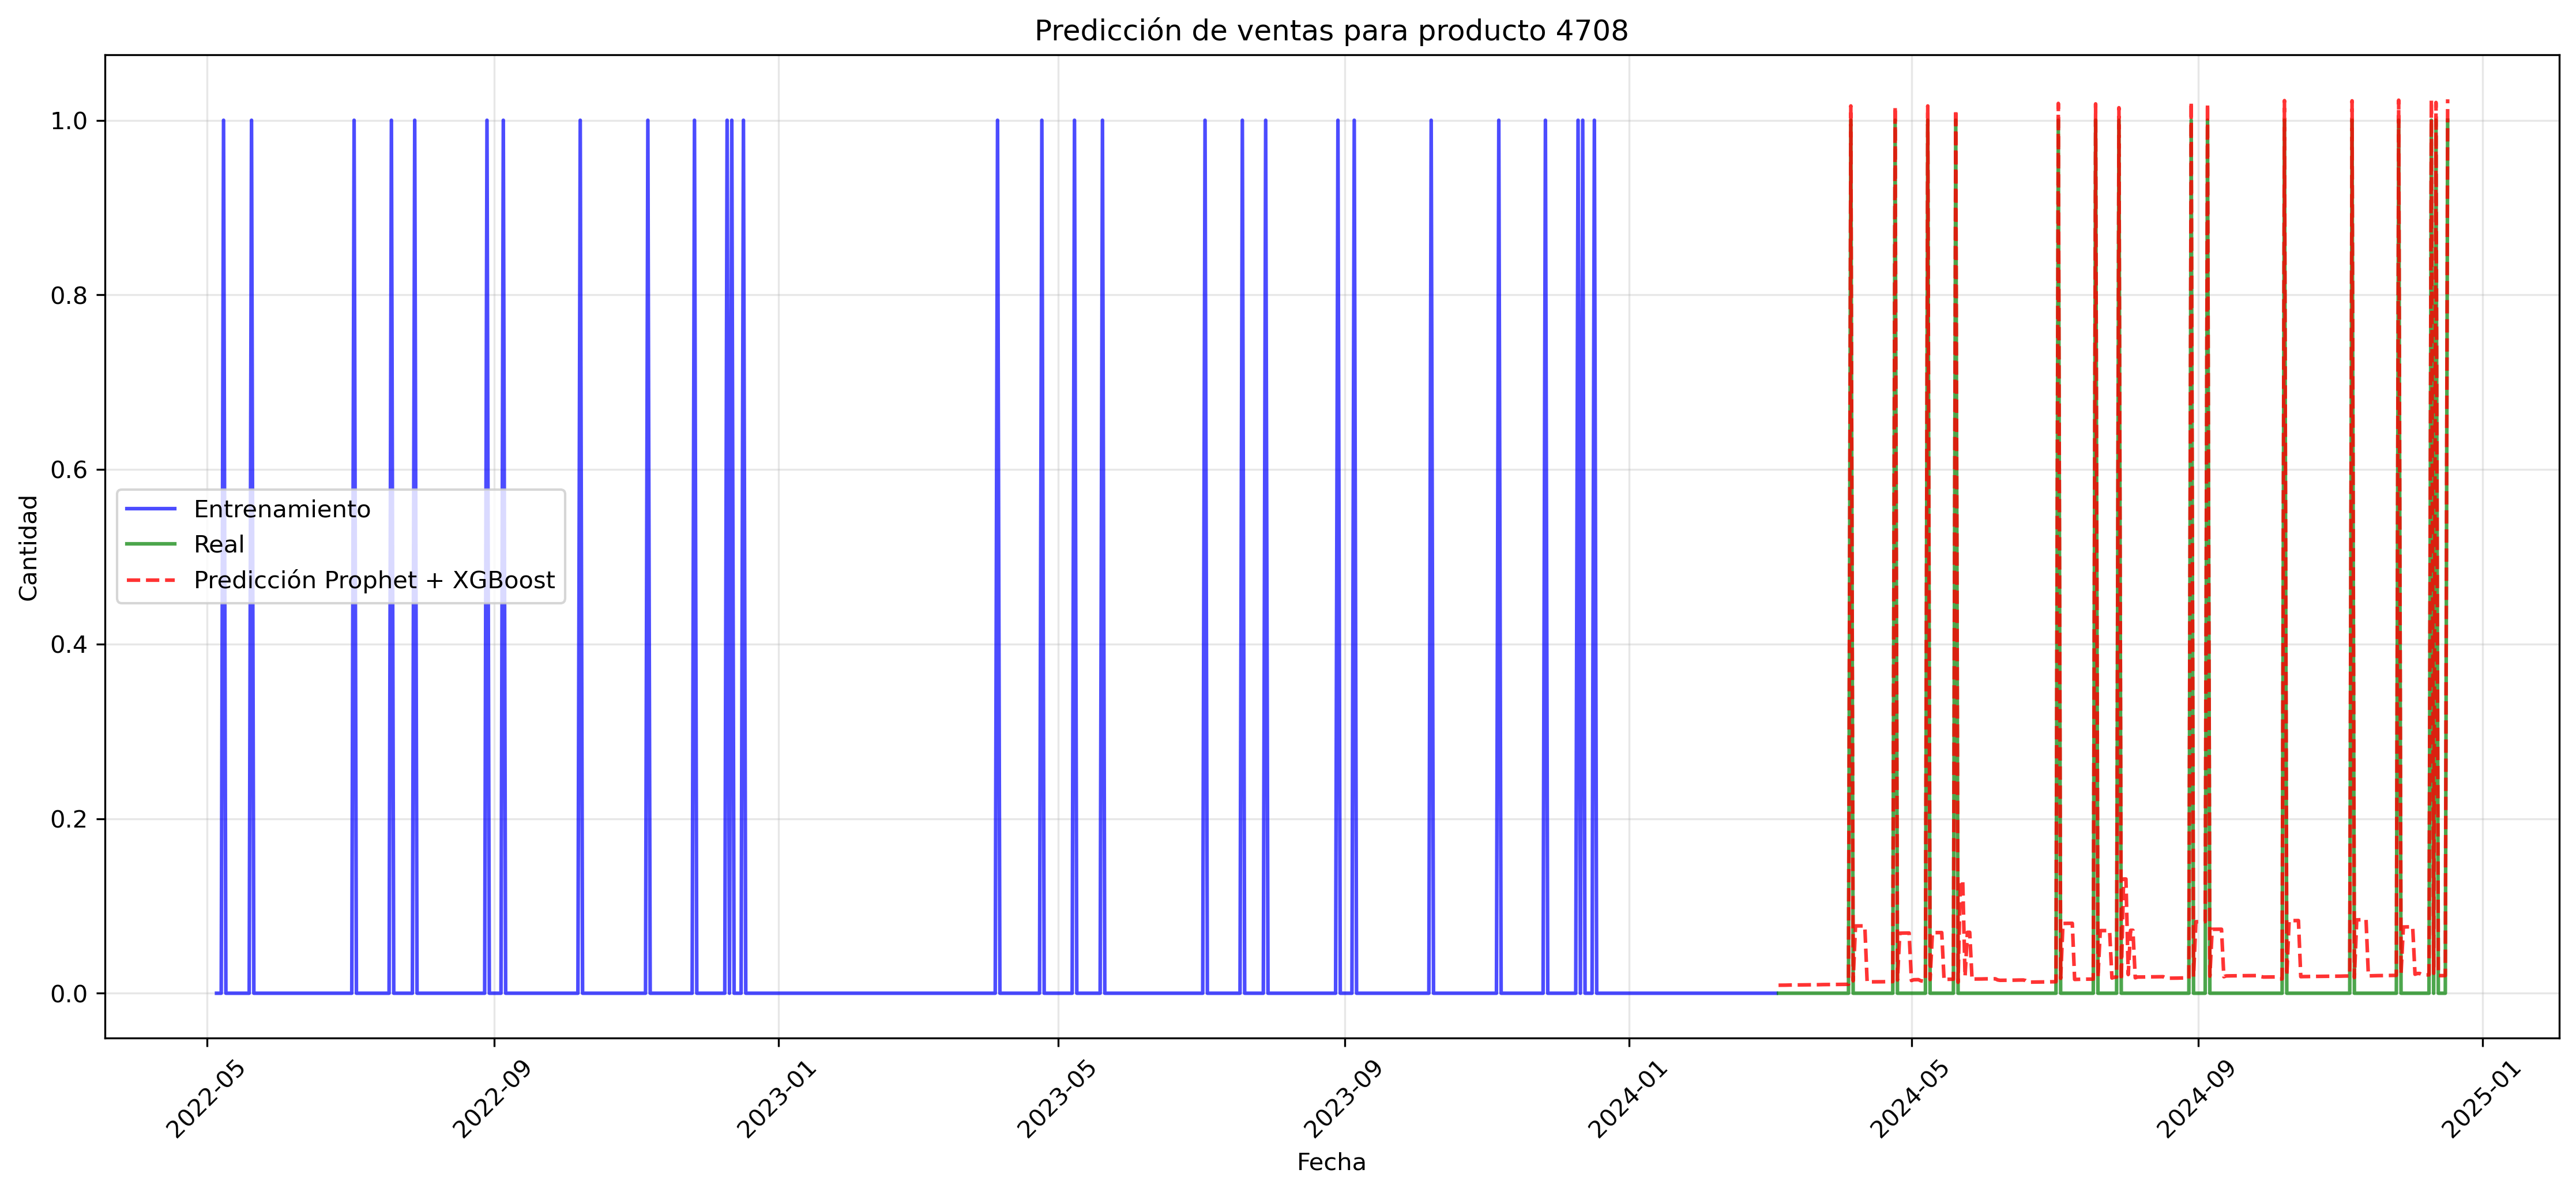 Predicción de ventas para producto 4708
1.0
0.8
0.6
0.4
0.2
0.0
Cantidad
Entrenamiento
Real
Predicción Prophet + XGBoost
2022-05
2022-09
2023-01
2023-05
2023-09
2024-01
2024-05
2024-09
2025-01
Fecha